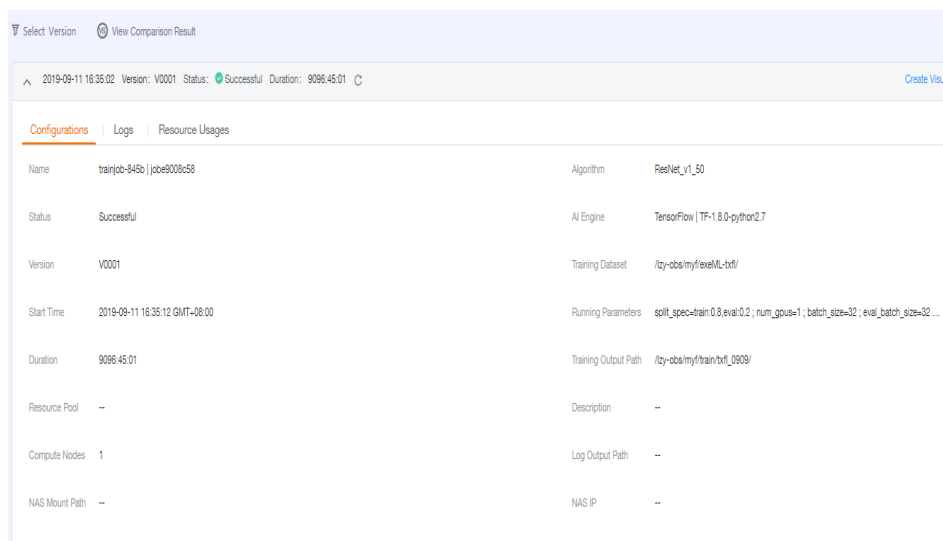 Select Version VS View Comparison Result
2019-09-11 16:35:02 Version: V0001 Status: Successful Duration: 9096:45:01 Create Visu
Configurations Logs Resource Usages
Name trainjob-845b | jobe9008c58 Algorithm ResNet_v1_50
Status Successful AI Engine TensorFlow | TF-1.8.0-python2.7
Version V0001 Training Dataset /lzy-obs/myf/exeML-txfl/
Start Time 2019-09-11 16:35:12 GMT+08:00 Running Parameters split_spec=train:0.8,eval:0.2 ; num_gpus=1 ; batch_size=32 ; eval_batch_size=32 ...
Duration 9096:45:01 Training Output Path /lzy-obs/myf/train/txfl_0909/
Resource Pool -- Description --
Compute Nodes 1 Log Output Path --
NAS Mount Path -- NAS IP --